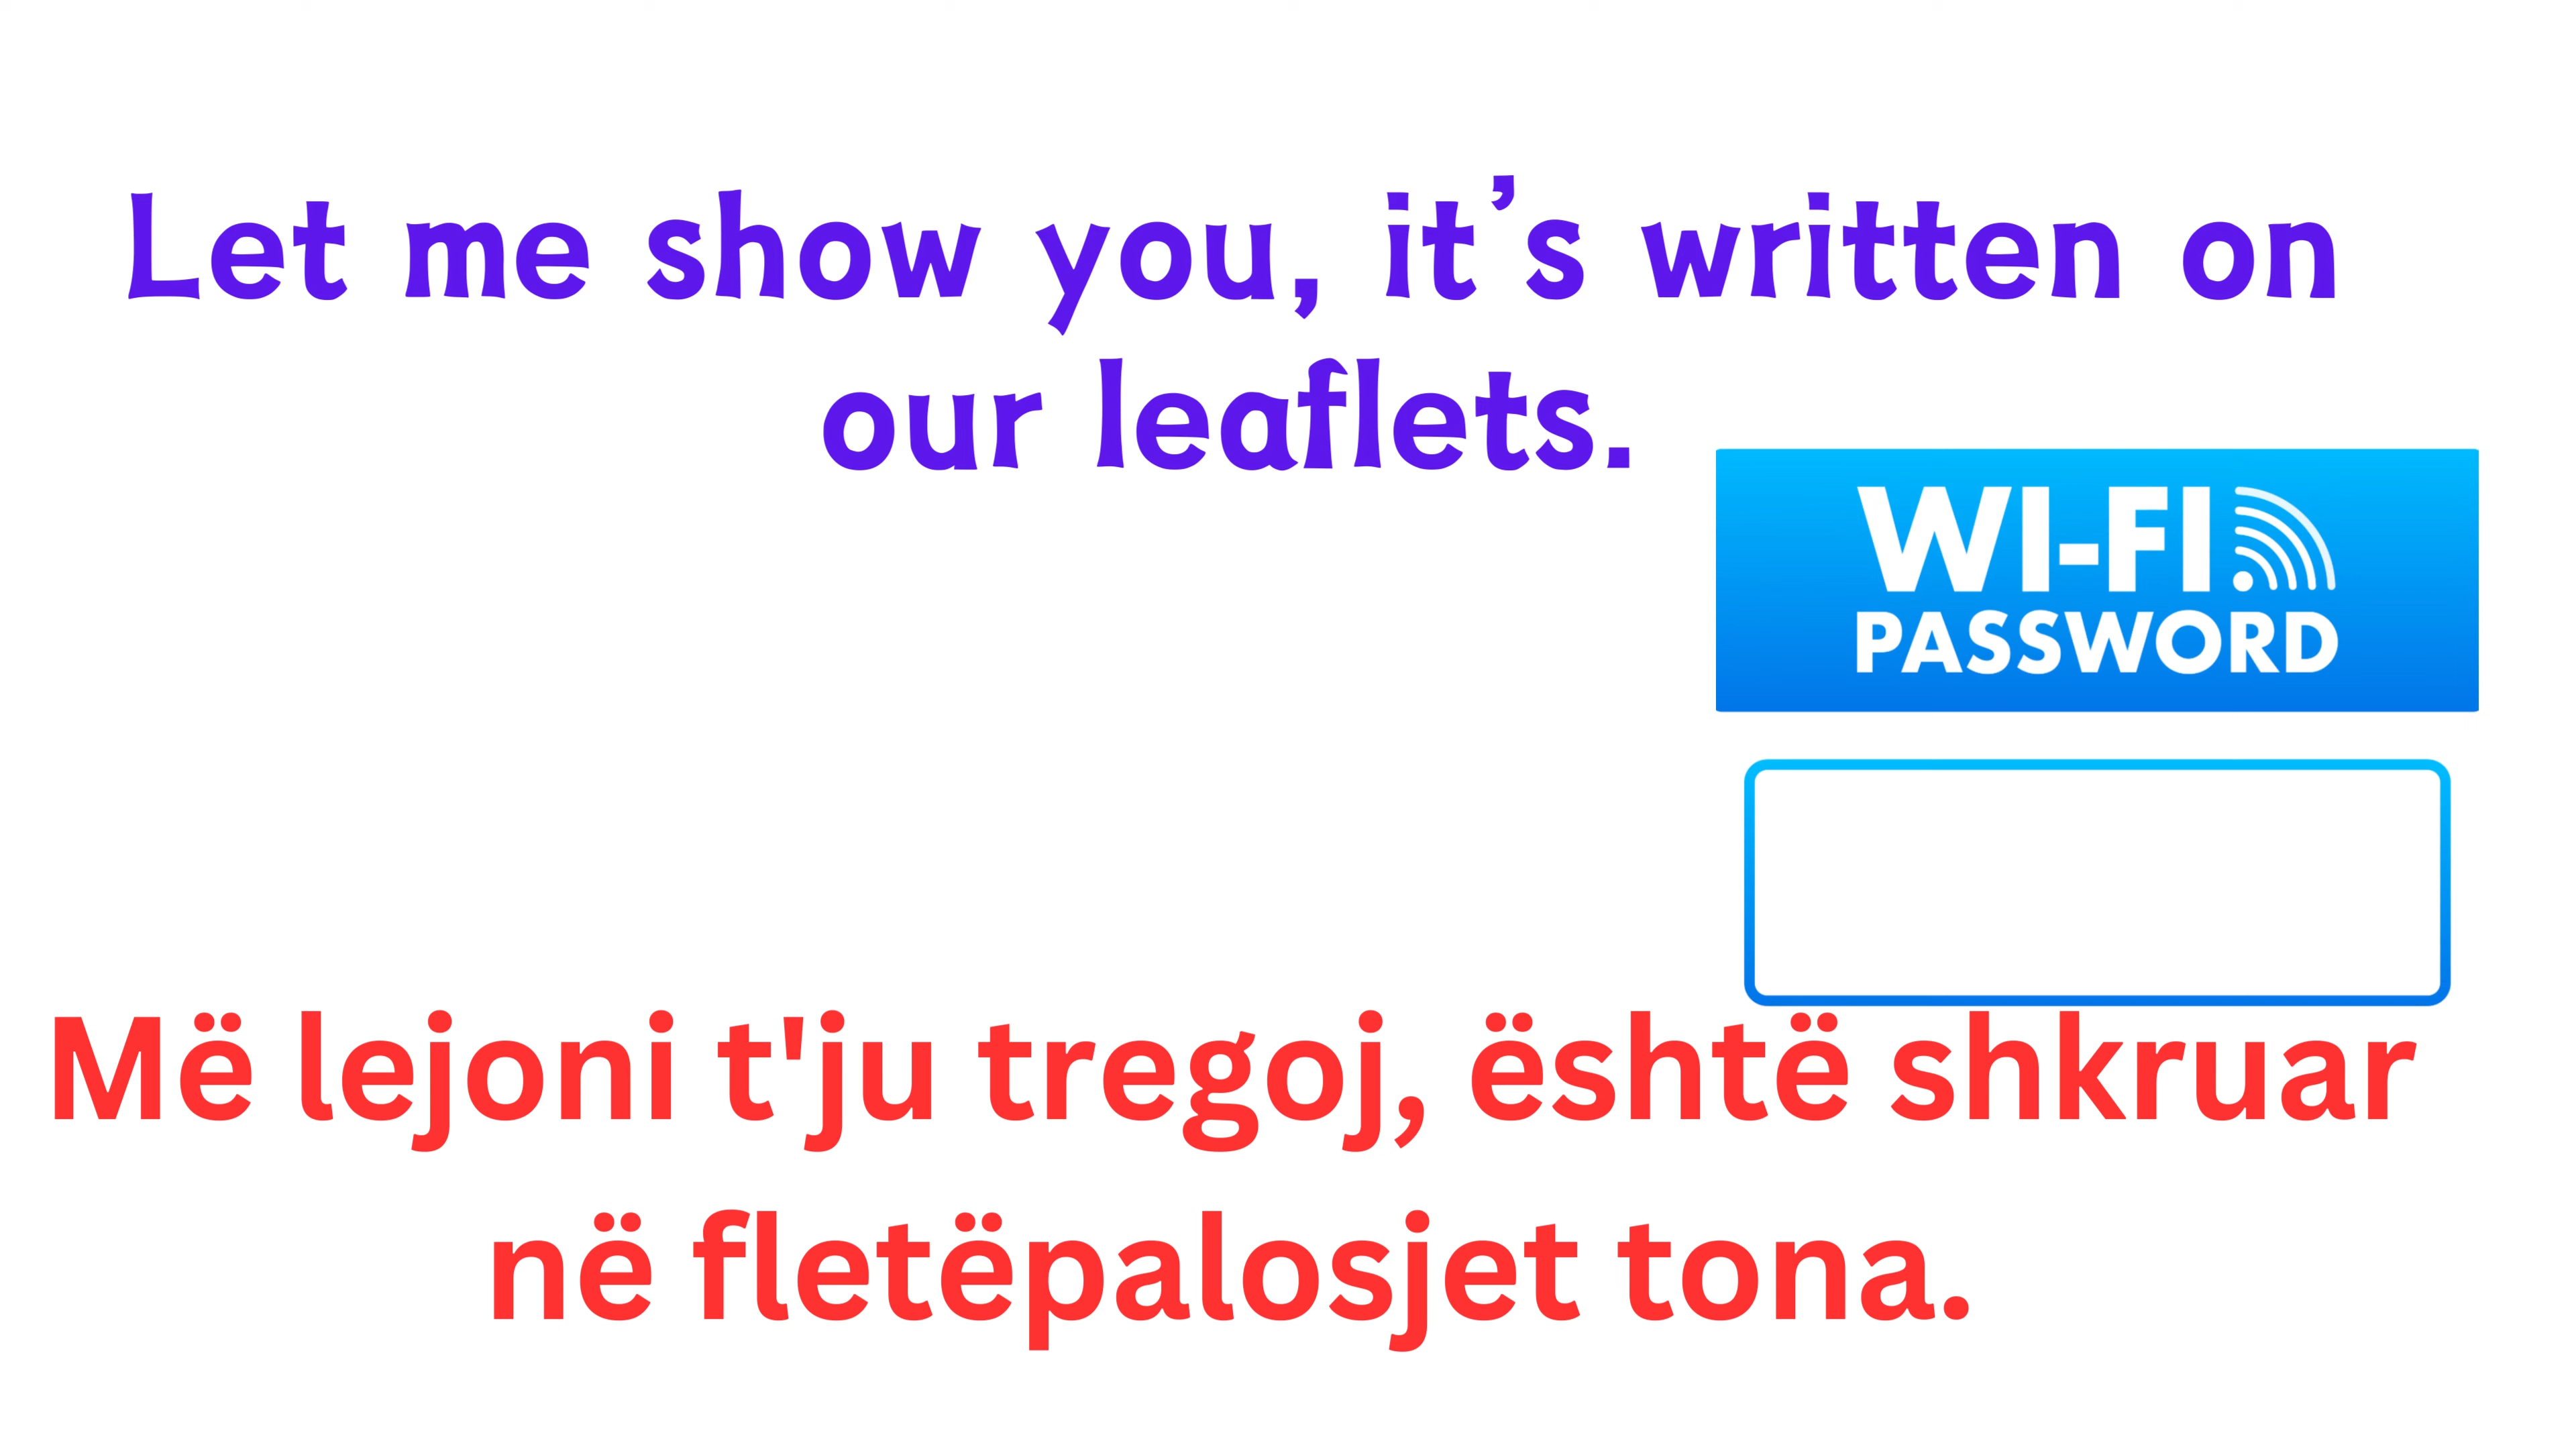 Let me show you, it’s written on
our leaflets.
WI-FI
PASSWORD
Më lejoni t'ju tregoj, është shkruar
në fletëpalosjet tona.